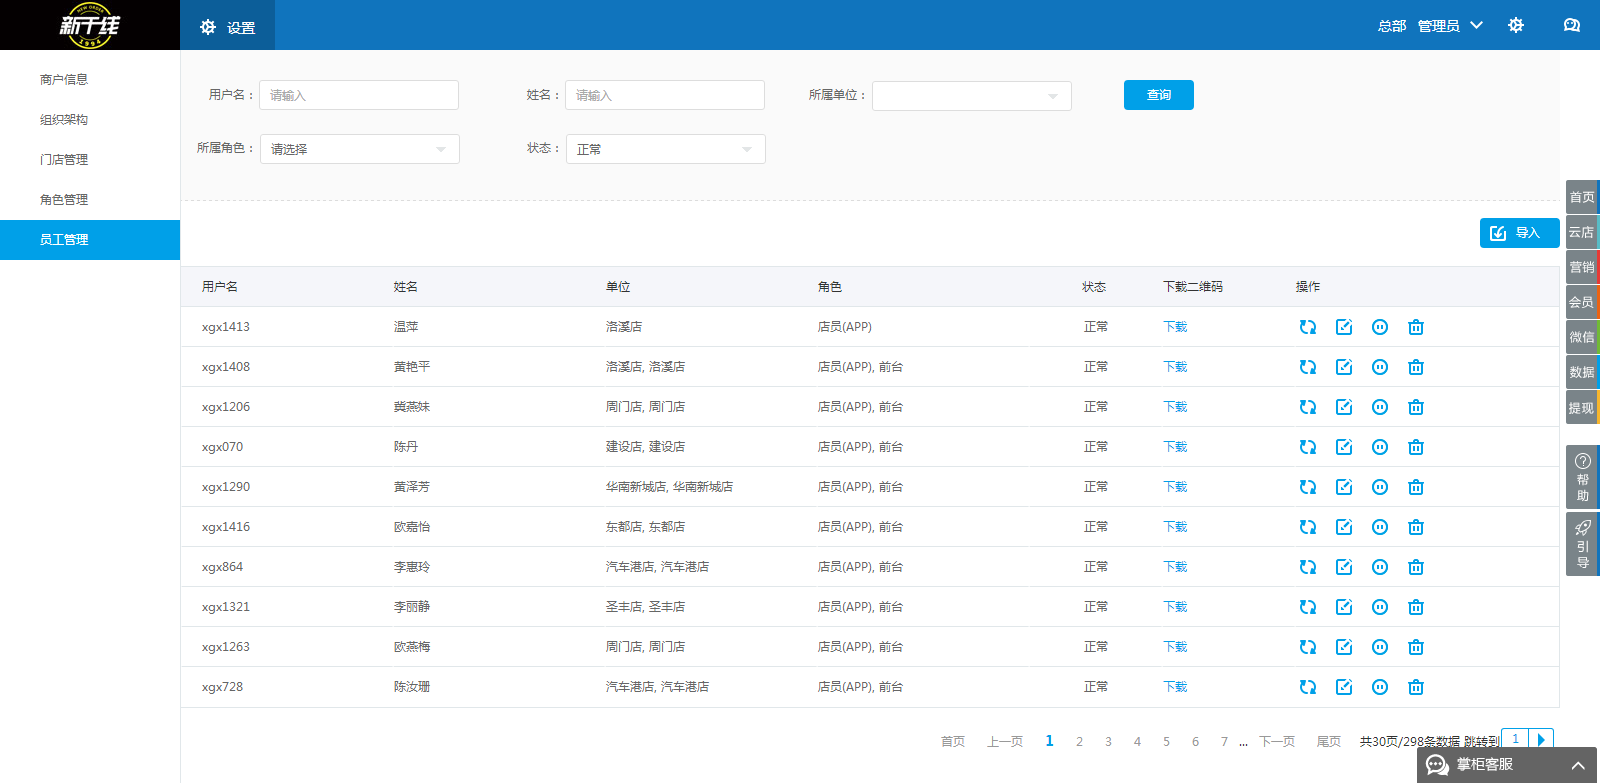 新干线
NEW ORDER
1994
设置
总部 管理员
商户信息
组织架构
门店管理
角色管理
员工管理
用户名： 请输入 姓名： 请输入 所属单位： 查询
所属角色： 请选择 状态： 正常
导入
用户名 姓名 单位 角色 状态 下载二维码 操作
xgx1413 温萍 洛溪店 店员(APP) 正常 下载
xgx1408 黄艳平 洛溪店, 洛溪店 店员(APP), 前台 正常 下载
xgx1206 龚燕妹 周门店, 周门店 店员(APP), 前台 正常 下载
xgx070 陈丹 建设店, 建设店 店员(APP), 前台 正常 下载
xgx1290 黄泽芳 华南新城店, 华南新城店 店员(APP), 前台 正常 下载
xgx1416 欧嘉怡 东都店, 东都店 店员(APP), 前台 正常 下载
xgx864 李惠玲 汽车港店, 汽车港店 店员(APP), 前台 正常 下载
xgx1321 李丽静 圣丰店, 圣丰店 店员(APP), 前台 正常 下载
xgx1263 欧燕梅 周门店, 周门店 店员(APP), 前台 正常 下载
xgx728 陈汝珊 汽车港店, 汽车港店 店员(APP), 前台 正常 下载
首页 上一页 1 2 3 4 5 6 7 ... 下一页 尾页 共30页/298条数据 跳转到 1
首页
云店
营销
会员
微信
数据
提现
帮助
引导
掌柜客服